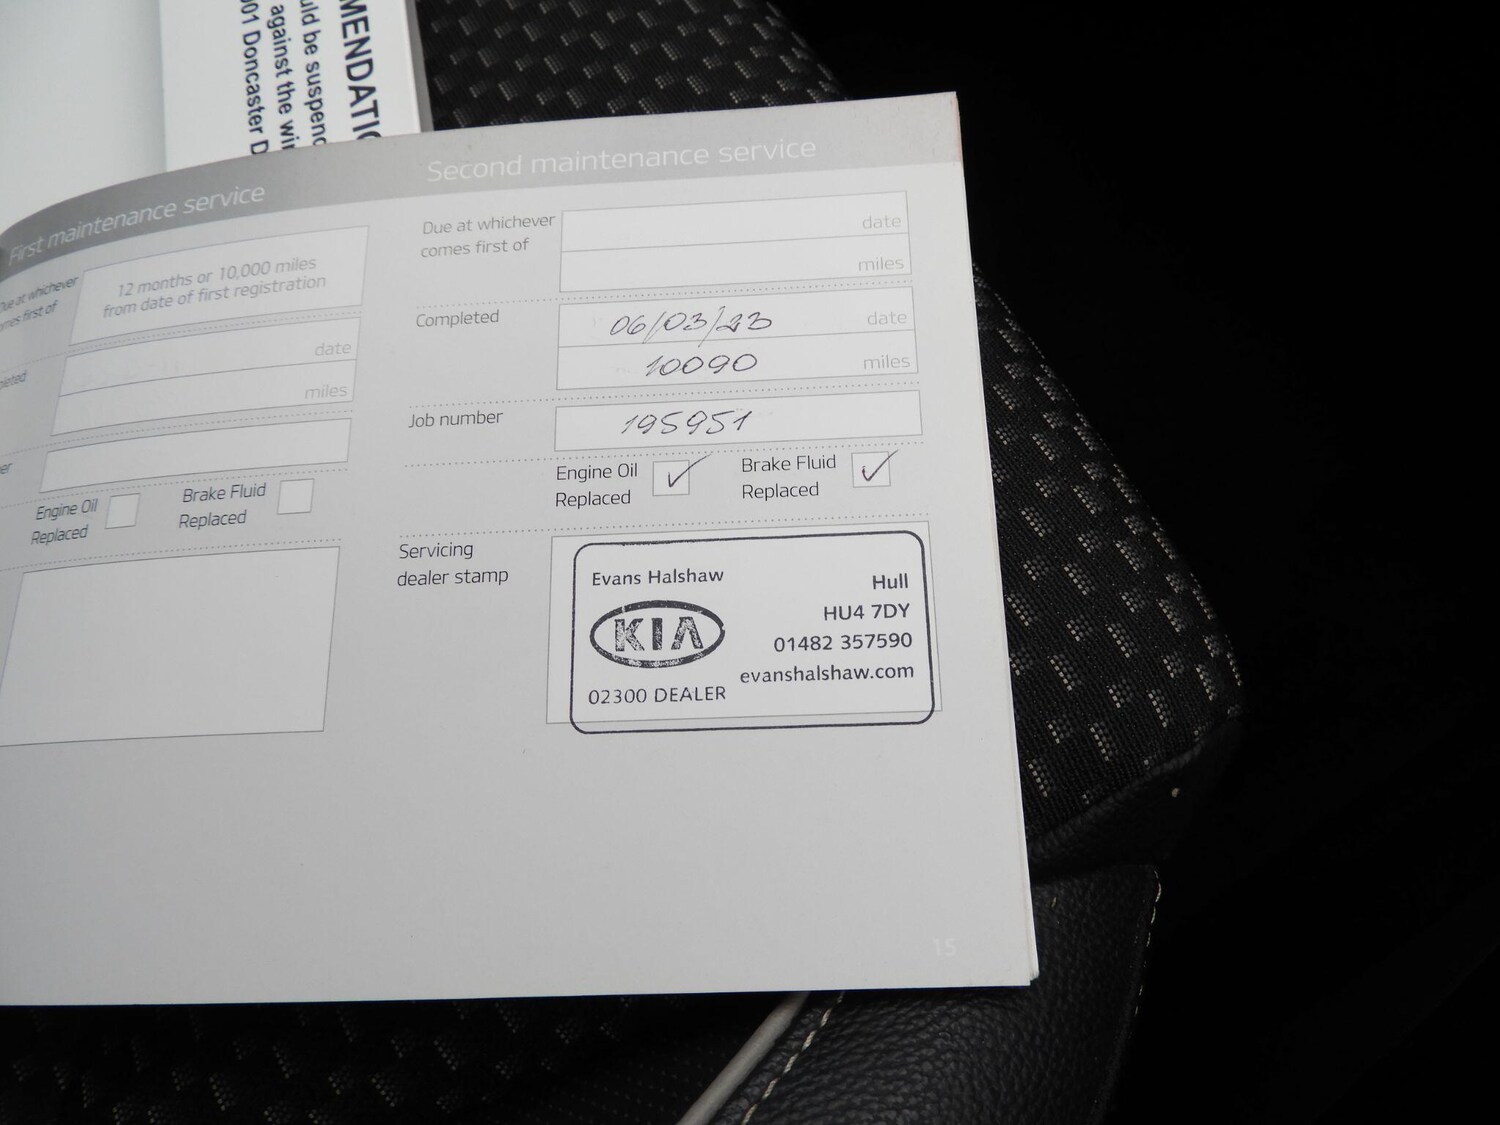 MENDATIO
uld be suspen
against the wi
01 Doncaster D
First maintenance service
Due at whichever
comes first of
12 months or 10,000 miles
from date of first registration
pleted
date
miles
er
Engine Oil
Replaced
Brake Fluid
Replaced
Second maintenance service
Due at whichever
comes first of
date
miles
Completed
06/03/23 date
10090 miles
Job number
195951
Engine Oil
Replaced
✓
Brake Fluid
Replaced
✓
Servicing
dealer stamp
Evans Halshaw
KIA
02300 DEALER
Hull
HU4 7DY
01482 357590
evanshalshaw.com
15